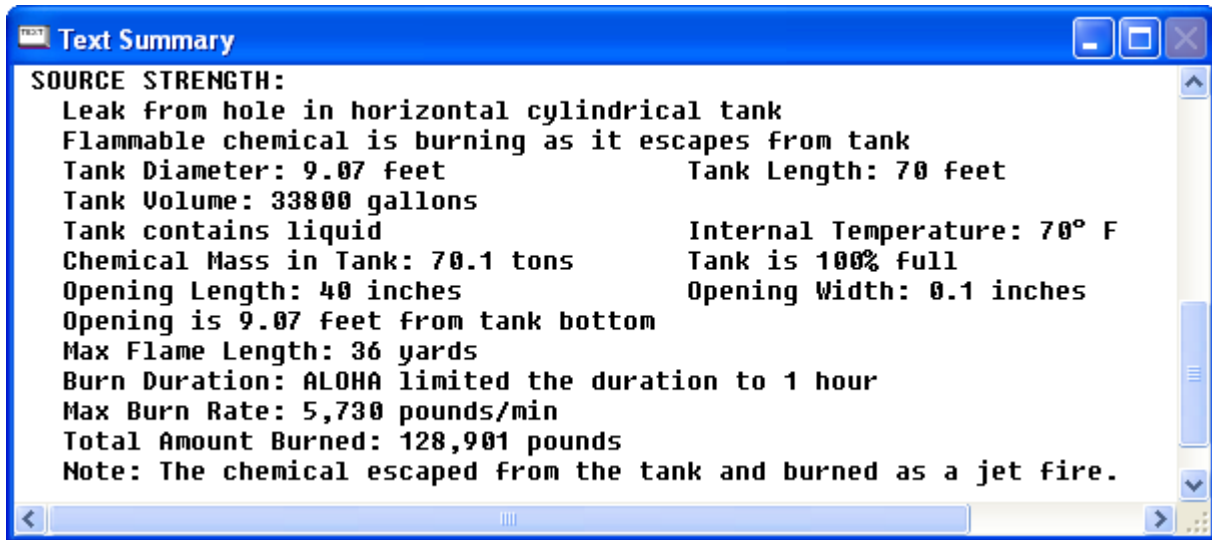 TEXT Text Summary
SOURCE STRENGTH:
Leak from hole in horizontal cylindrical tank
Flammable chemical is burning as it escapes from tank
Tank Diameter: 9.07 feet Tank Length: 70 feet
Tank Volume: 33800 gallons
Tank contains liquid Internal Temperature: 70° F
Chemical Mass in Tank: 70.1 tons Tank is 100% full
Opening Length: 40 inches Opening Width: 0.1 inches
Opening is 9.07 feet from tank bottom
Max Flame Length: 36 yards
Burn Duration: ALOHA limited the duration to 1 hour
Max Burn Rate: 5,730 pounds/min
Total Amount Burned: 128,901 pounds
Note: The chemical escaped from the tank and burned as a jet fire.